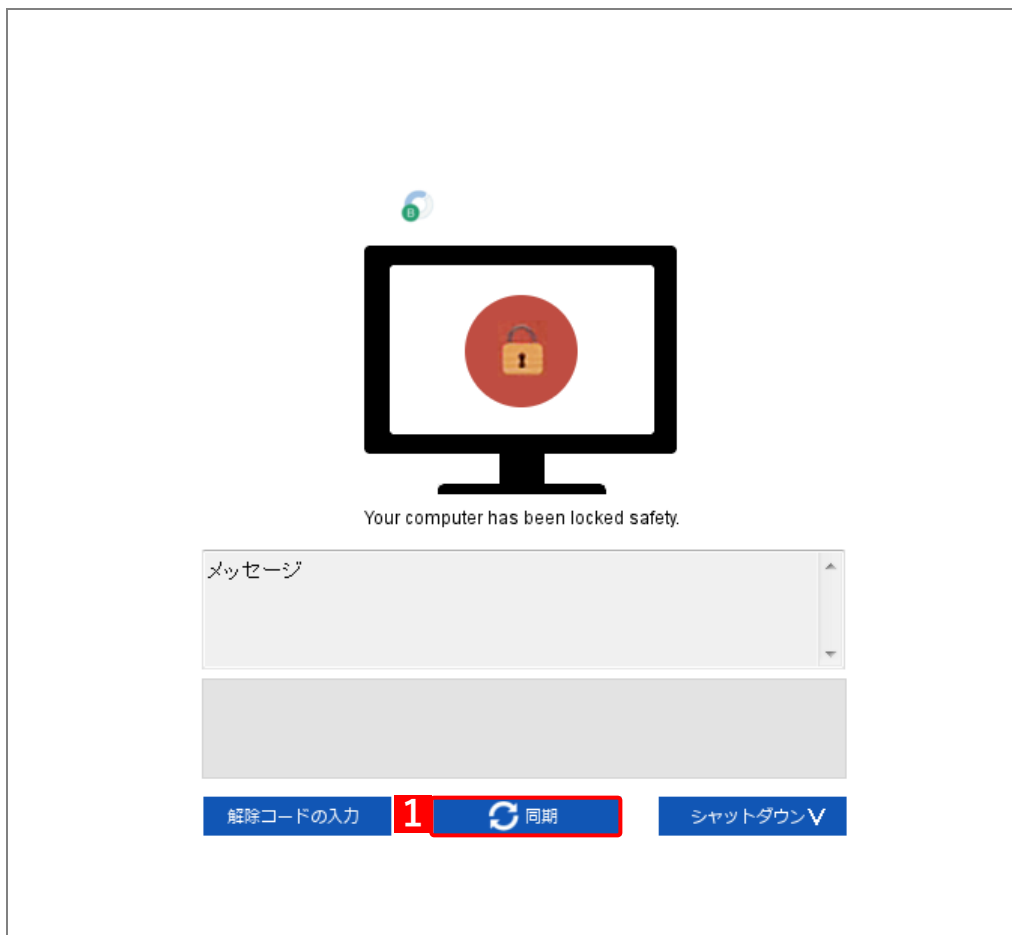 B
Your computer has been locked safety.
メッセージ
解除コードの入力
1
同期
シャットダウンV